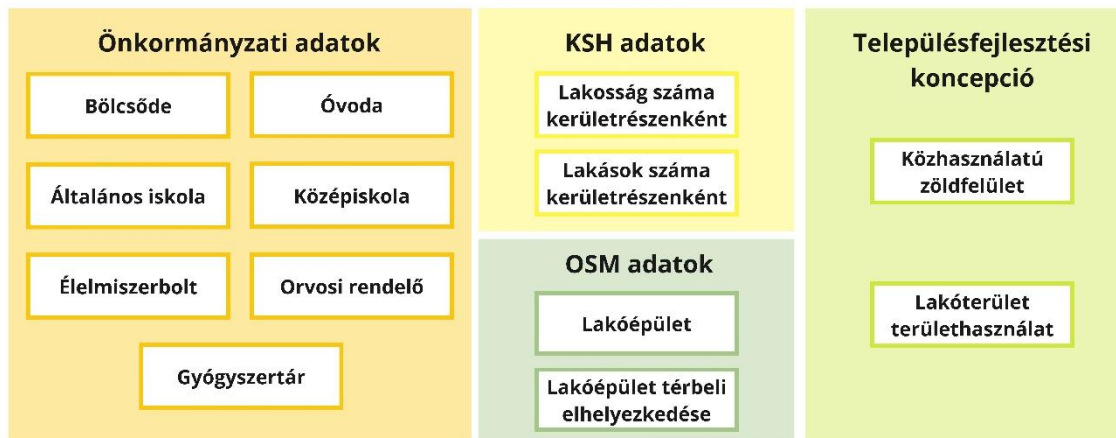 Önkormányzati adatok
Bölcsőde
Óvoda
Általános iskola
Középiskola
Élelmiszerbolt
Orvosi rendelő
Gyógyszertár
KSH adatok
Lakosság száma
kerületrészenként
Lakások száma
kerületrészenként
OSM adatok
Lakóépület
Lakóépület térbeli
elhelyezkedése
Településfejlesztési
koncepció
Közhasználatú
zöldfelület
Lakóterület
területhasználat